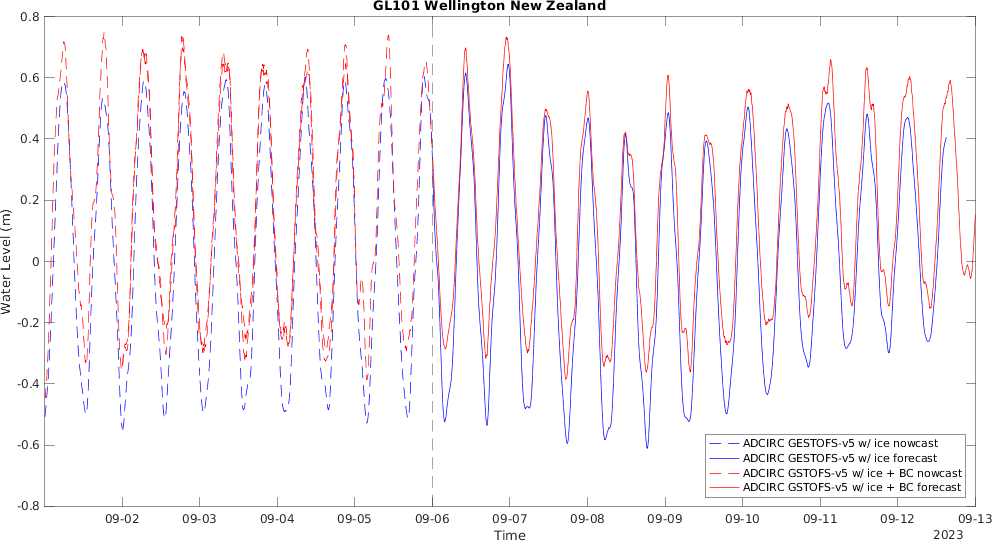 GL101 Wellington New Zealand
0.8
0.6
0.4
0.2
0
-0.2
-0.4
-0.6
-0.8
Water Level (m)
ADCIRC GESTOFS-v5 w/ ice nowcast
ADCIRC GESTOFS-v5 w/ ice forecast
ADCIRC GSTOFS-v5 w/ ice + BC nowcast
ADCIRC GSTOFS-v5 w/ ice + BC forecast
09-02 09-03 09-04 09-05 09-06 09-07 09-08 09-09 09-10 09-11 09-12 09-13
Time
2023